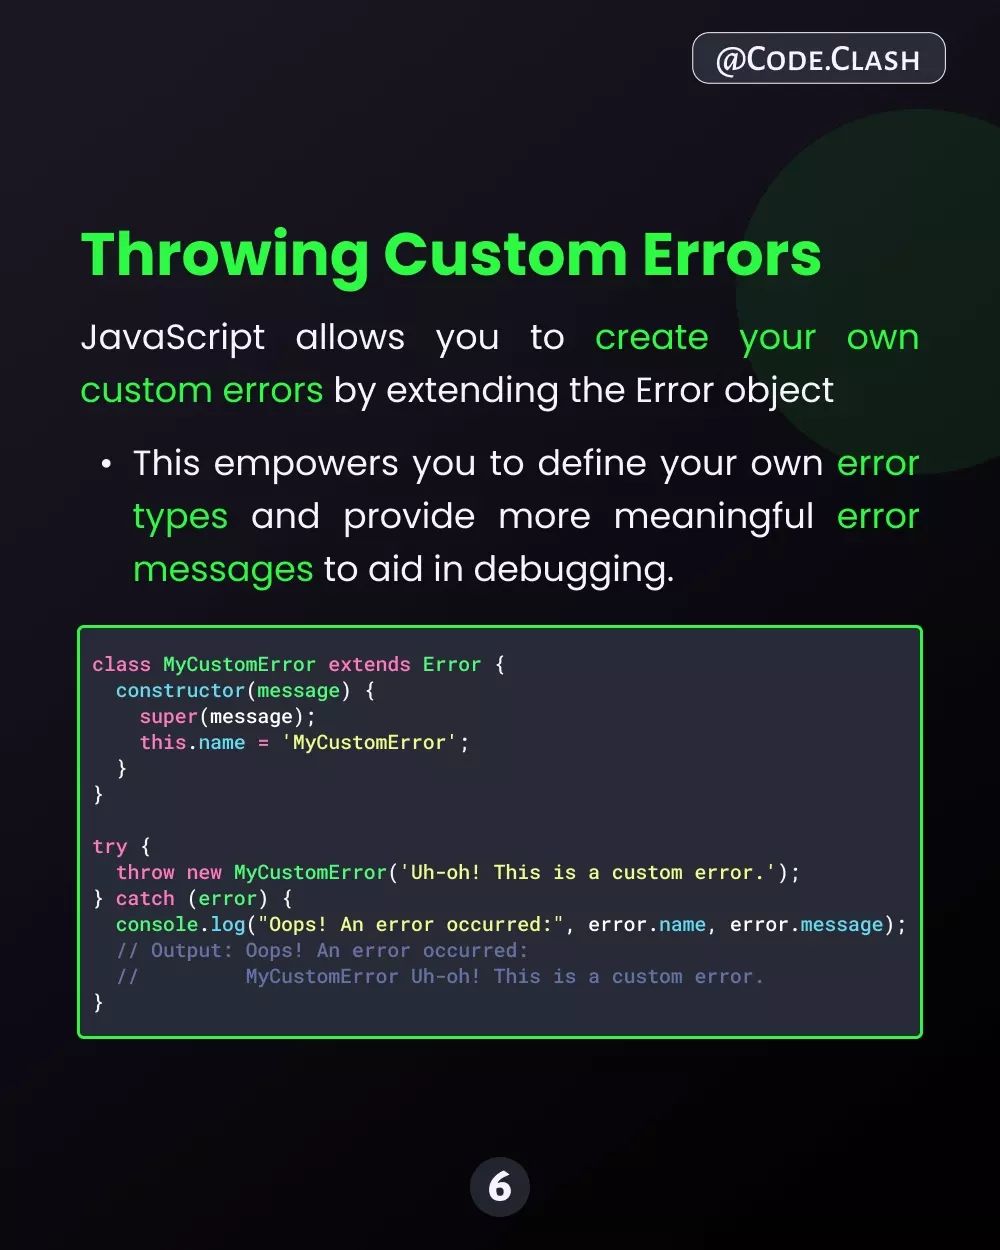 @Code.Clash
Throwing Custom Errors
JavaScript allows you to create your own
custom errors by extending the Error object
• This empowers you to define your own error
types and provide more meaningful error
messages to aid in debugging.
class MyCustomError extends Error {
  constructor(message) {
    super(message);
    this.name = 'MyCustomError';
  }
}
try {
  throw new MyCustomError('Uh-oh! This is a custom error.');
} catch (error) {
  console.log("Oops! An error occurred:", error.name, error.message);
  // Output: Oops! An error occurred:
  //         MyCustomError Uh-oh! This is a custom error.
}
6